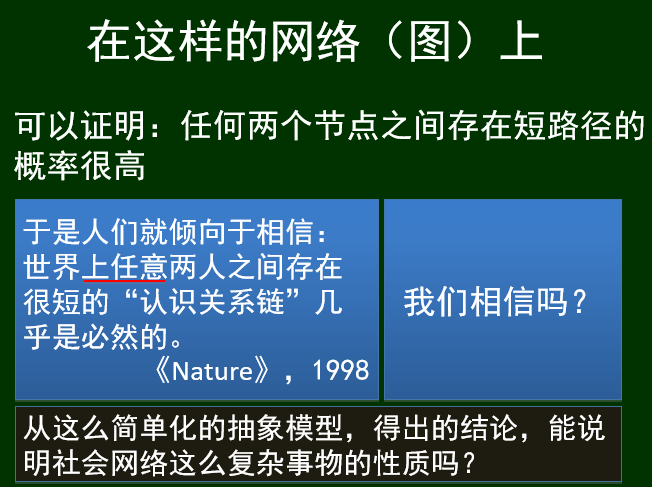 在这样的网络（图）上
可以证明：任何两个节点之间存在短路径的
概率很高
于是人们就倾向于相信：
世界上任意两人之间存在
很短的“认识关系链”几
乎是必然的。
《Nature》，1998
我们相信吗？
从这么简单化的抽象模型，得出的结论，能说
明社会网络这么复杂事物的性质吗？